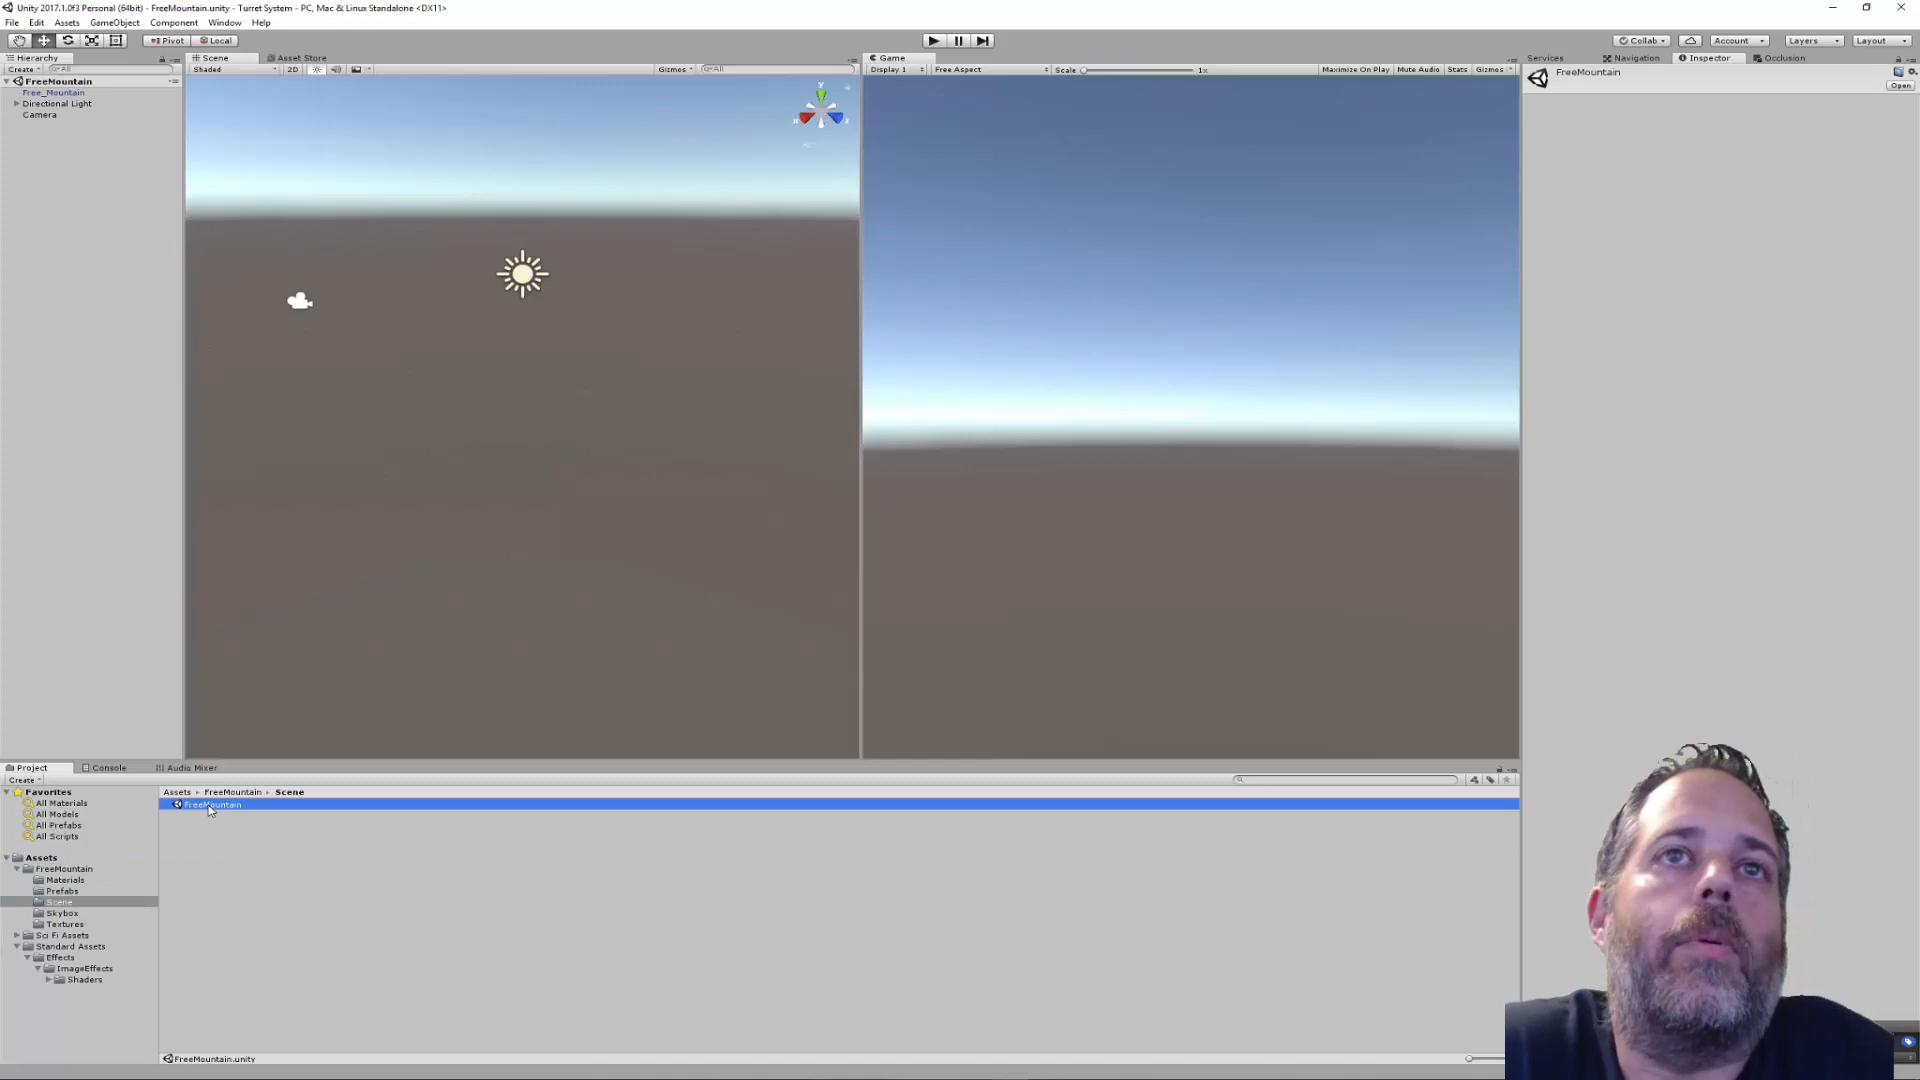 Unity 2017.1.0f3 Personal (64bit) - FreeMountain.unity - Turret System - PC, Mac & Linux Standalone <DX11>
File Edit Assets GameObject Component Window Help
Pivot Local
Collab Account Layers Layout
Hierarchy
Create All
FreeMountain
Free_Mountain
Directional Light
Camera
Scene Asset Store
Shaded 2D Gizmos All
Game
Display 1 Free Aspect Scale 1x Maximize On Play Mute Audio Stats Gizmos
Services Navigation Inspector Occlusion
FreeMountain
Open
y
x z
Project Console Audio Mixer
Create
Favorites
All Materials
All Models
All Prefabs
All Scripts
Assets
FreeMountain
Materials
Prefabs
Scene
Skybox
Textures
Sci Fi Assets
Standard Assets
Effects
ImageEffects
Shaders
Assets FreeMountain Scene
FreeMountain
FreeMountain.unity